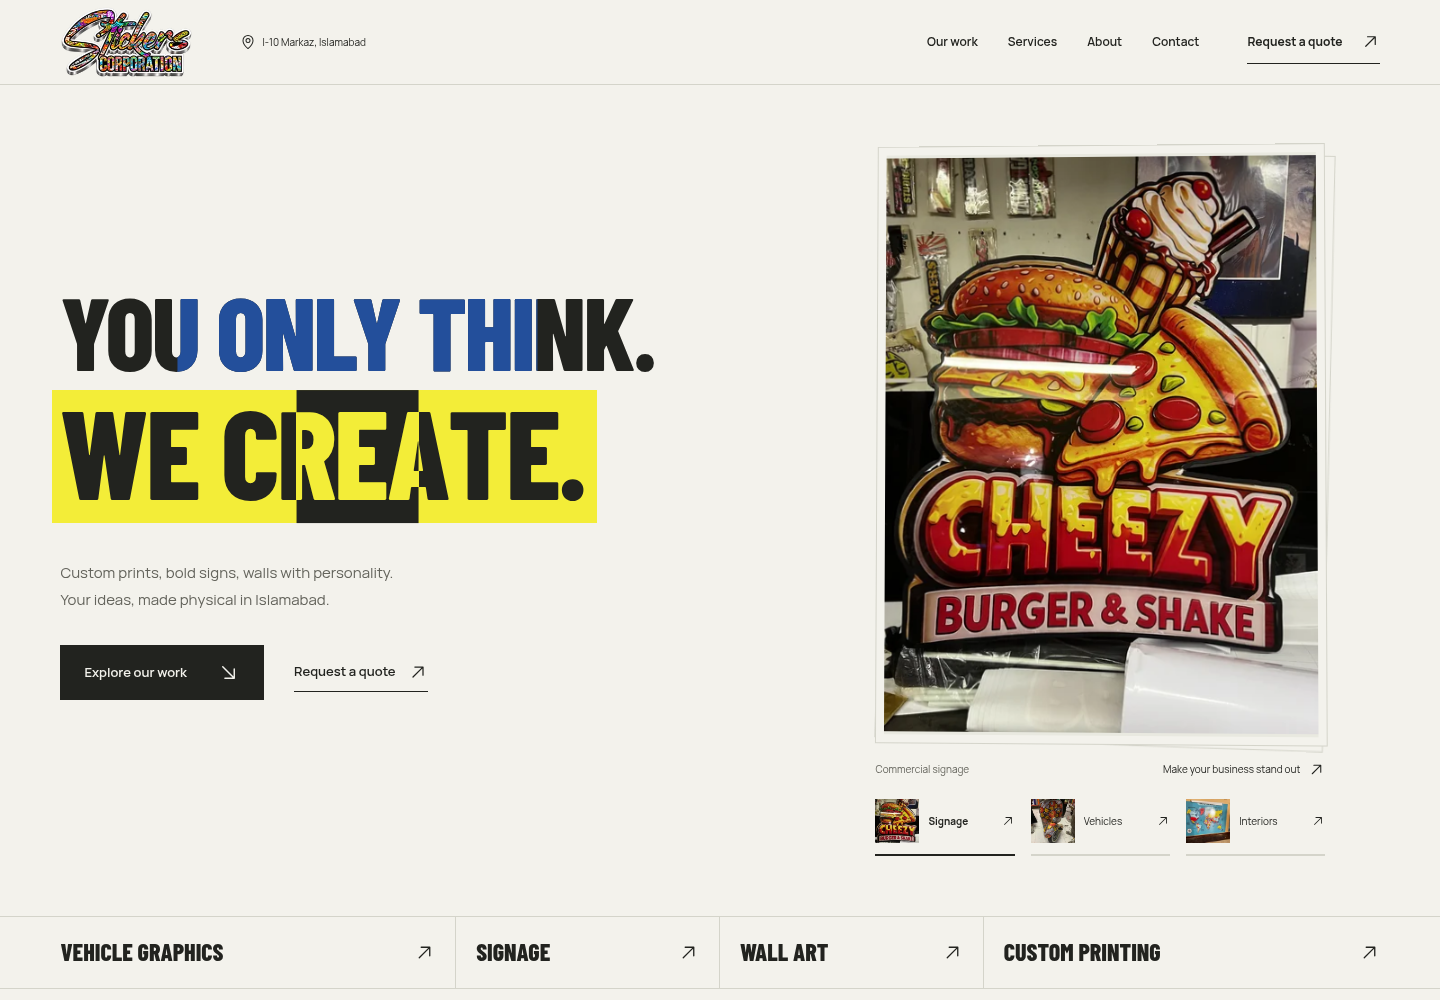 Stickers
CORPORATION
I-10 Markaz, Islamabad
Our work
Services
About
Contact
Request a quote
YOU ONLY THINK.
WE CREATE.
Custom prints, bold signs, walls with personality.
Your ideas, made physical in Islamabad.
Explore our work
Request a quote
CHEEZY
BURGER & SHAKE
Commercial signage
Make your business stand out
Signage
Vehicles
Interiors
VEHICLE GRAPHICS
SIGNAGE
WALL ART
CUSTOM PRINTING